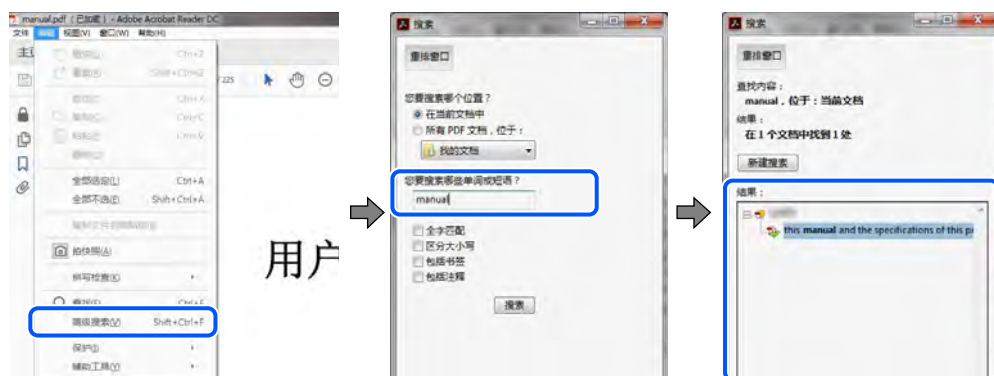 manual.pdf (已加密) - Adobe Acrobat Reader DC
文件
视图(V) 窗口(W) 帮助(H)
主页
Ctrl+Z
Shift+Ctrl+Z
/ 225
Ctrl+X
Ctrl+C
Ctrl+V
全部选定(L) Ctrl+A
全部不选(E) Shift+Ctrl+A
拍快照(A)
拼写检查(K)
查找(F) Ctrl+F
高级搜索(V) Shift+Ctrl+F
保护(I)
辅助工具(Y)
用户
搜索
重排窗口
您要搜索哪个位置?
在当前文档中
所有 PDF 文档,位于:
我的文档
您要搜索哪些单词或短语?
manual
全字匹配
区分大小写
包括书签
包括注释
搜索
搜索
重排窗口
查找内容:
manual,位于:当前文档
结果:
在 1 个文档中找到 1 处
新建搜索
结果:
this manual and the specifications of this p